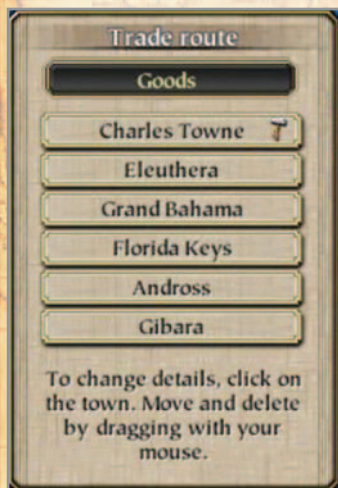 Trade route
Goods
Charles Towne
Eleuthera
Grand Bahama
Florida Keys
Andross
Gibara
To change details, click on
the town. Move and delete
by dragging with your
mouse.